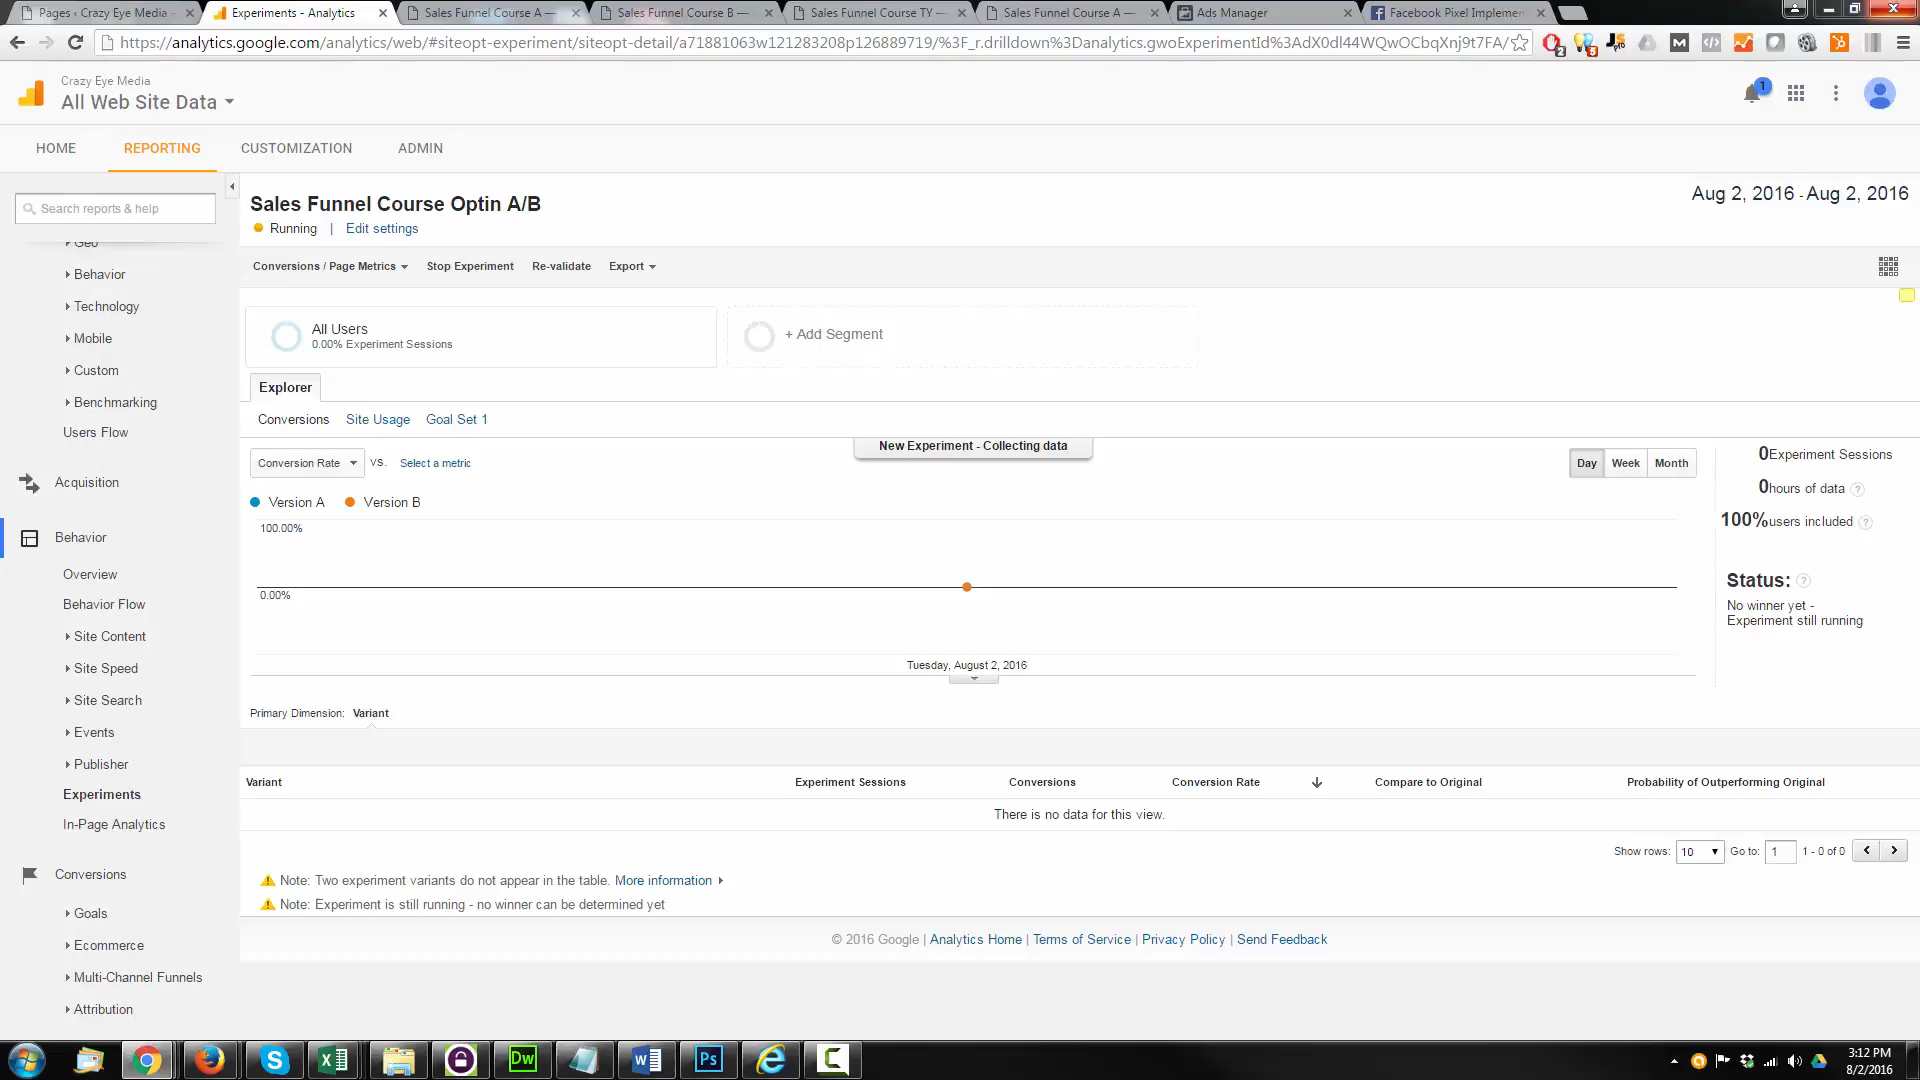 Pages ‹ Crazy Eye Media
Experiments - Analytics
Sales Funnel Course A —
Sales Funnel Course B —
Sales Funnel Course TY —
Sales Funnel Course A —
Ads Manager
Facebook Pixel Implemen
https://analytics.google.com/analytics/web/#siteopt-experiment/siteopt-detail/a71881063w121283208p126889719/%3F_r.drilldown%3Danalytics.gwoExperimentId%3AdX0dl44WQwOCbqXnj9t7FA/
Crazy Eye Media
All Web Site Data
1
HOME
REPORTING
CUSTOMIZATION
ADMIN
Search reports & help
Geo
Behavior
Technology
Mobile
Custom
Benchmarking
Users Flow
Acquisition
Behavior
Overview
Behavior Flow
Site Content
Site Speed
Site Search
Events
Publisher
Experiments
In-Page Analytics
Conversions
Goals
Ecommerce
Multi-Channel Funnels
Attribution
Sales Funnel Course Optin A/B
Aug 2, 2016 - Aug 2, 2016
Running | Edit settings
Conversions / Page Metrics
Stop Experiment
Re-validate
Export
All Users
0.00% Experiment Sessions
+ Add Segment
Explorer
Conversions
Site Usage
Goal Set 1
New Experiment - Collecting data
Conversion Rate
VS.
Select a metric
Day
Week
Month
Version A
Version B
100.00%
0.00%
Tuesday, August 2, 2016
0 Experiment Sessions
0 hours of data
100% users included
Status:
No winner yet -
Experiment still running
Primary Dimension: Variant
Variant
Experiment Sessions
Conversions
Conversion Rate
Compare to Original
Probability of Outperforming Original
There is no data for this view.
Show rows: 10
Go to: 1
1 - 0 of 0
Note: Two experiment variants do not appear in the table. More information
Note: Experiment is still running - no winner can be determined yet
© 2016 Google | Analytics Home | Terms of Service | Privacy Policy | Send Feedback
Dw
Ps
3:12 PM
8/2/2016